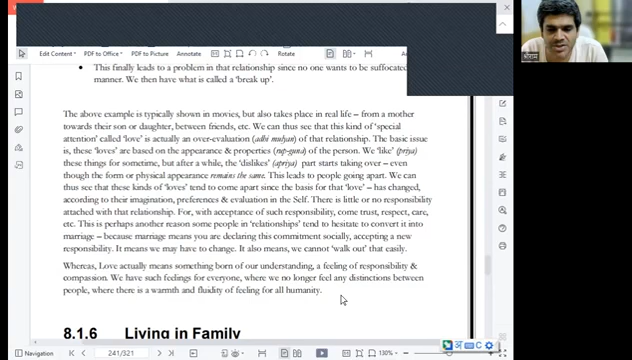 Edit Content
PDF to Office
PDF to Picture
Annotate
Rotate
• This finally leads to a problem in that relationship since no one wants to be suffocated
manner. We then have what is called a 'break up'.
The above example is typically shown in movies, but also takes place in real life – from a mother
towards their son or daughter, between friends, etc. We can thus see that this kind of 'special
attention' called 'love' is actually an over-evaluation (adhi mulyan) of that relationship. The basic issue
is, these 'loves' are based on the appearance & properties (rup-guna) of the person. We 'like' (priya)
these things for sometime, but after a while, the 'dislikes' (apriya) part starts taking over – even
though the form or physical appearance remains the same. This leads to people going apart. We can
thus see that these kinds of 'loves' tend to come apart since the basis for that 'love' – has changed,
according to their imagination, preferences & evaluation in the Self. There is little or no responsibility
attached with that relationship. For, with acceptance of such responsibility, come trust, respect, care,
etc. This is perhaps another reason some people in 'relationships' tend to hesitate to convert it into
marriage – because marriage means you are declaring this commitment socially, accepting a new
responsibility. It means we may have to change. It also means, we cannot 'walk out' that easily.
Whereas, Love actually means something born of our understanding, a feeling of responsibility &
compassion. We have such feelings for everyone, where we no longer feel any distinctions between
people, where there is a warmth and fluidity of feeling for all humanity.
8.1.6 Living in Family
Navigation
241/321
130%
श्रीराम